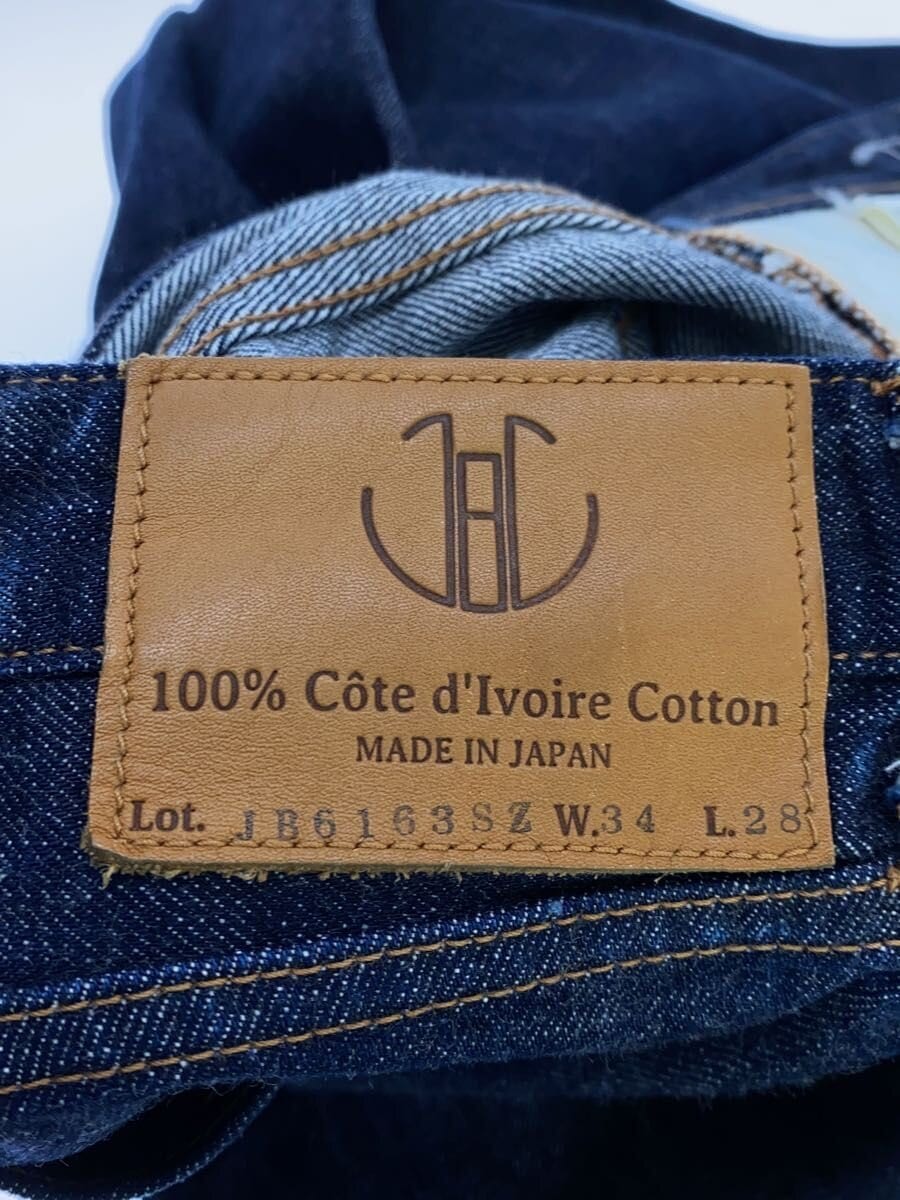 100% Côte d'Ivoire Cotton
MADE IN JAPAN
Lot. JB6163SZ W.34 L.28